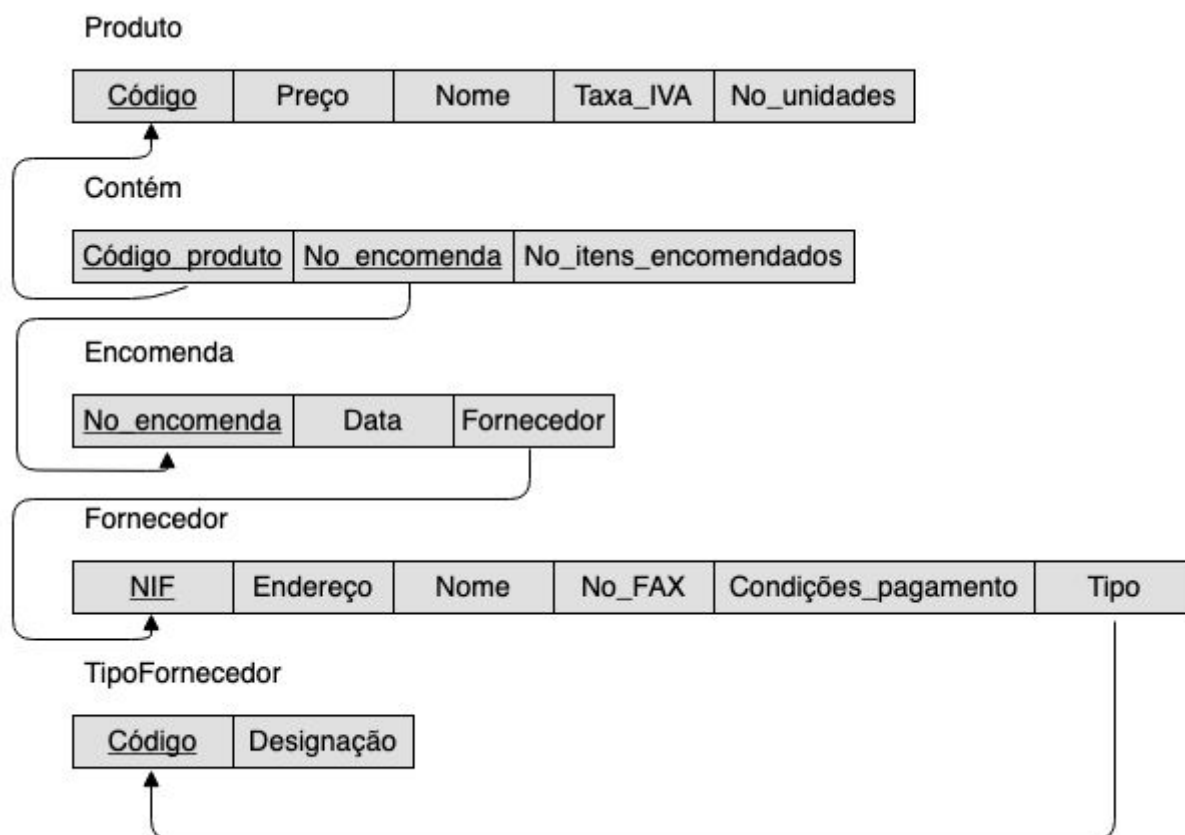 Produto
Código Preço Nome Taxa_IVA No_unidades
Contém
Código_produto No_encomenda No_itens_encomendados
Encomenda
No_encomenda Data Fornecedor
Fornecedor
NIF Endereço Nome No_FAX Condições_pagamento Tipo
TipoFornecedor
Código Designação